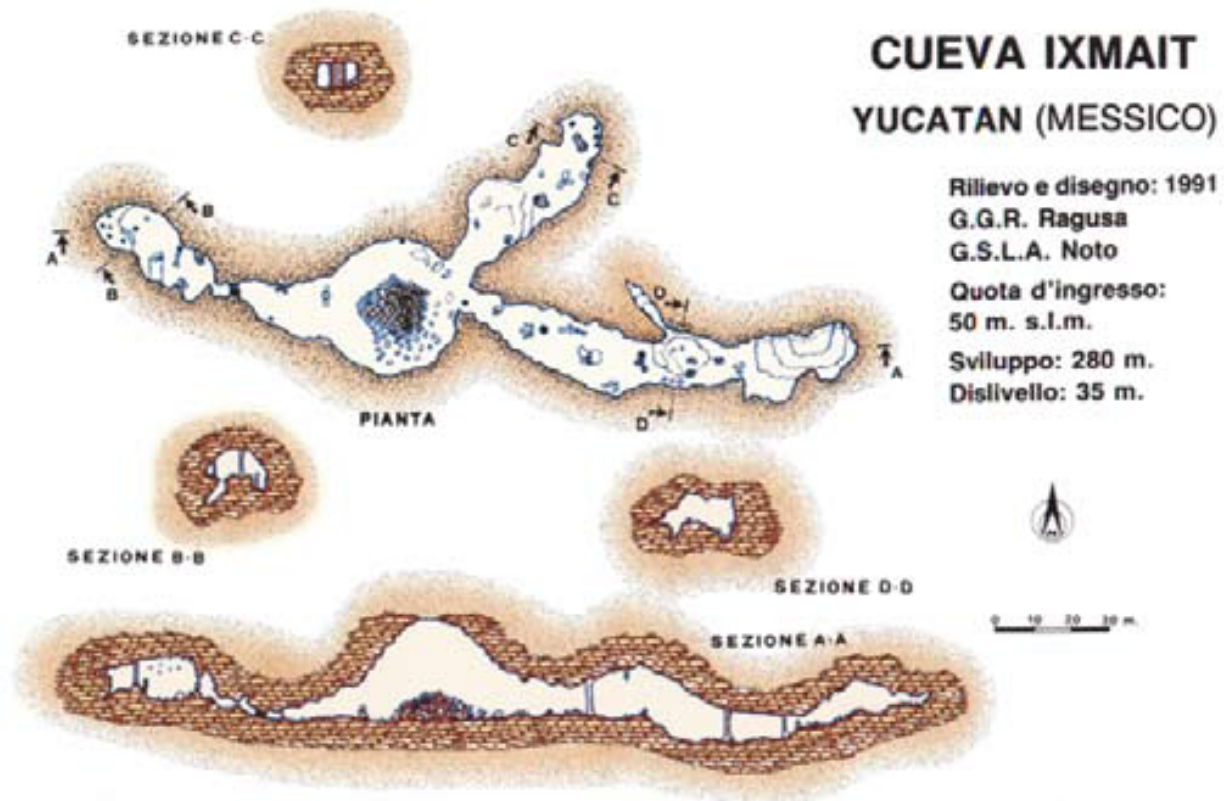 SEZIONE C-C
CUEVA IXMAIT
YUCATAN (MESSICO)
Rilievo e disegno: 1991
G.G.R. Ragusa
G.S.L.A. Noto
Quota d'ingresso:
50 m. s.l.m.
Sviluppo: 280 m.
Dislivello: 35 m.
C
C
B
A
B
D
A
D
PIANTA
SEZIONE B-B
SEZIONE D-D
SEZIONE A-A
0 10 20 30 m.